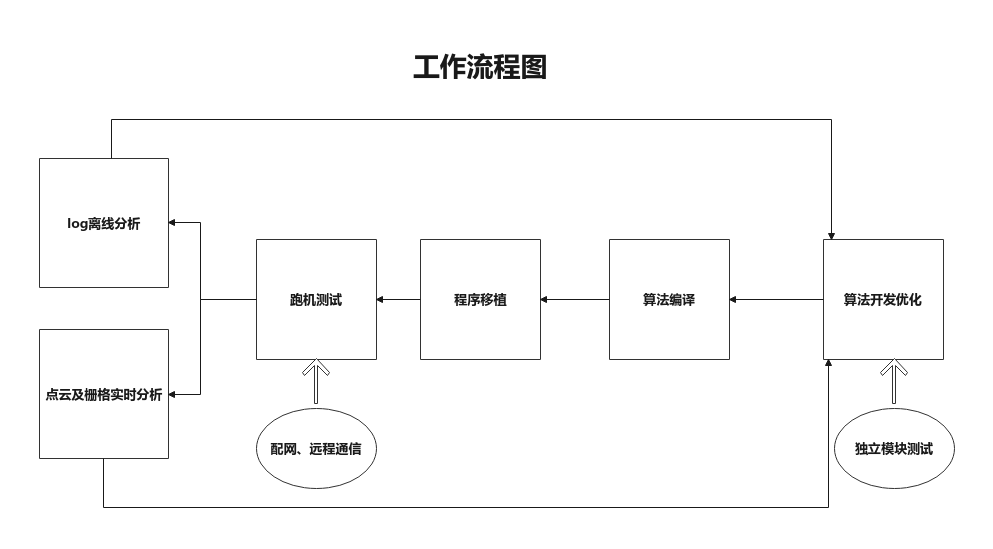 工作流程图
log离线分析
跑机测试
程序移植
算法编译
算法开发优化
点云及栅格实时分析
配网、远程通信
独立模块测试